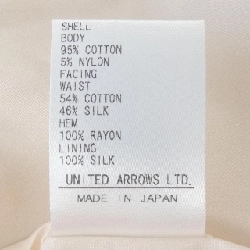 SHELL
BODY
95% COTTON
5% NYLON
FACING
WAIST
54% COTTON
46% SILK
HEM
100% RAYON
LINING
100% SILK
UNITED ARROWS LTD.
MADE IN JAPAN